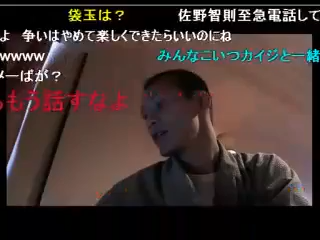 袋玉は？　佐野智則至急電話して
よ　争いはやめて楽しくできたらいいのにね
wwwww　みんなこいつカイジと一緒
メーばが？
もう話すなよ